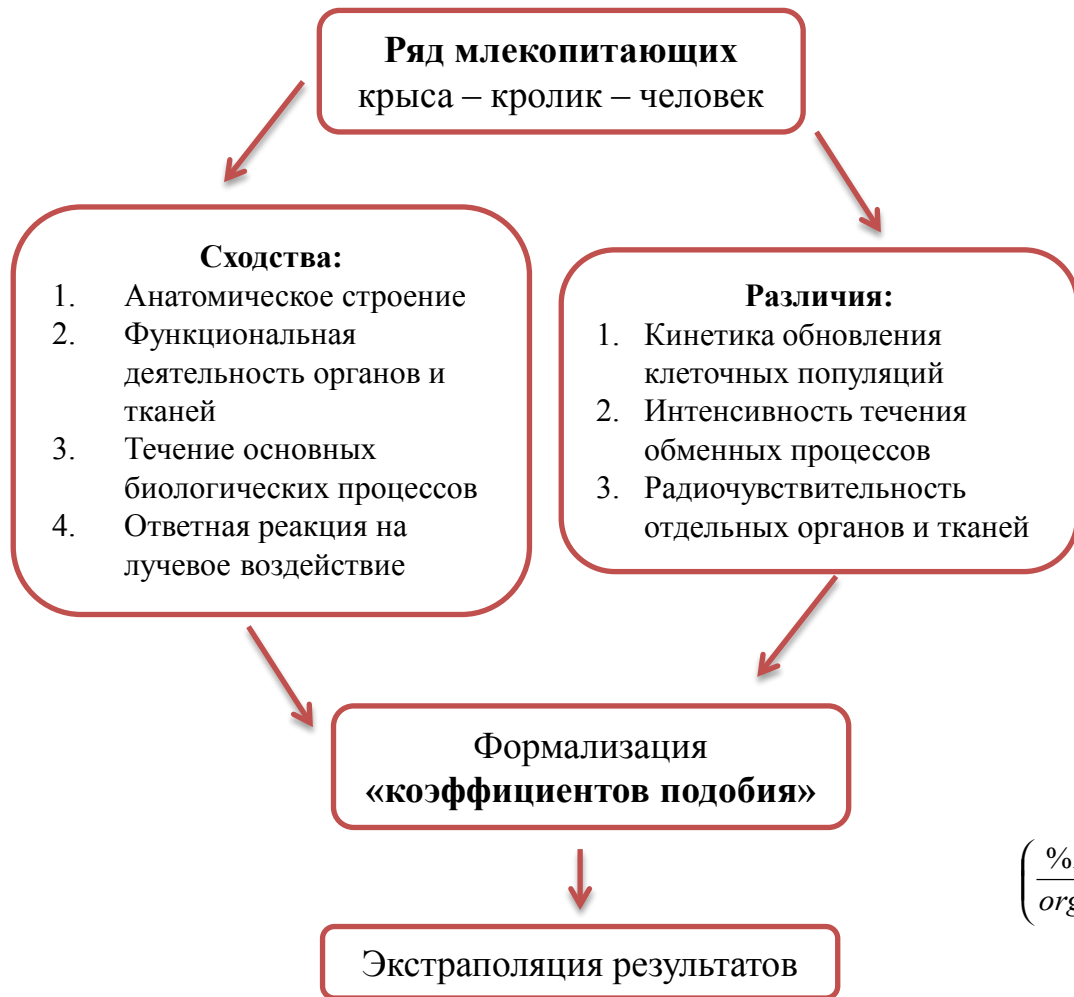 Ряд млекопитающих
крыса – кролик – человек
Сходства:
1. Анатомическое строение
2. Функциональная
деятельность органов и
тканей
3. Течение основных
биологических процессов
4. Ответная реакция на
лучевое воздействие
Различия:
1. Кинетика обновления
клеточных популяций
2. Интенсивность течения
обменных процессов
3. Радиочувствительность
отдельных органов и тканей
Формализация
«коэффициентов подобия»
(%
org
Экстраполяция результатов